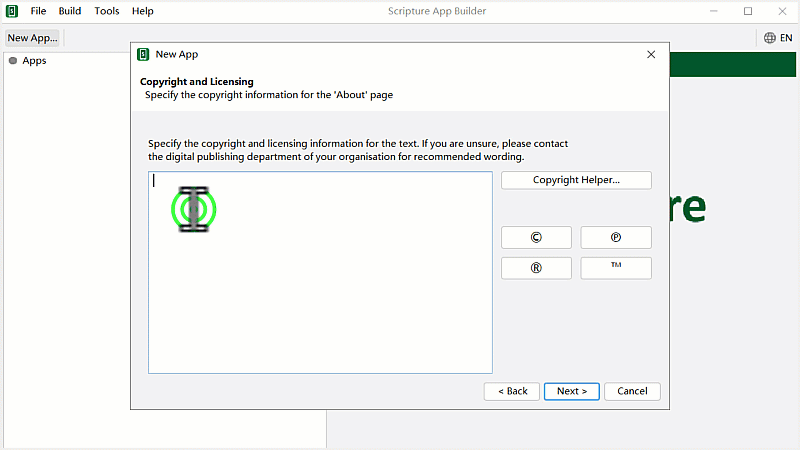 File Build Tools Help
Scripture App Builder
New App...
EN
Apps
New App
Copyright and Licensing
Specify the copyright information for the 'About' page
Specify the copyright and licensing information for the text. If you are unsure, please contact
the digital publishing department of your organisation for recommended wording.
Copyright Helper...
© ℗
® ™
re
< Back Next > Cancel